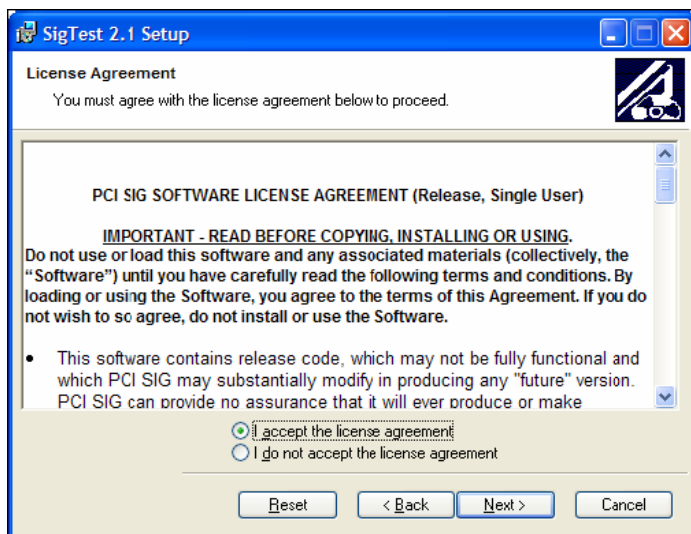 SigTest 2.1 Setup
License Agreement
You must agree with the license agreement below to proceed.
PCI SIG SOFTWARE LICENSE AGREEMENT (Release, Single User)
IMPORTANT - READ BEFORE COPYING, INSTALLING OR USING.
Do not use or load this software and any associated materials (collectively, the
“Software”) until you have carefully read the following terms and conditions. By
loading or using the Software, you agree to the terms of this Agreement. If you do
not wish to so agree, do not install or use the Software.
• This software contains release code, which may not be fully functional and
which PCI SIG may substantially modify in producing any "future" version.
PCI SIG can provide no assurance that it will ever produce or make
I accept the license agreement
I do not accept the license agreement
Reset
< Back
Next >
Cancel